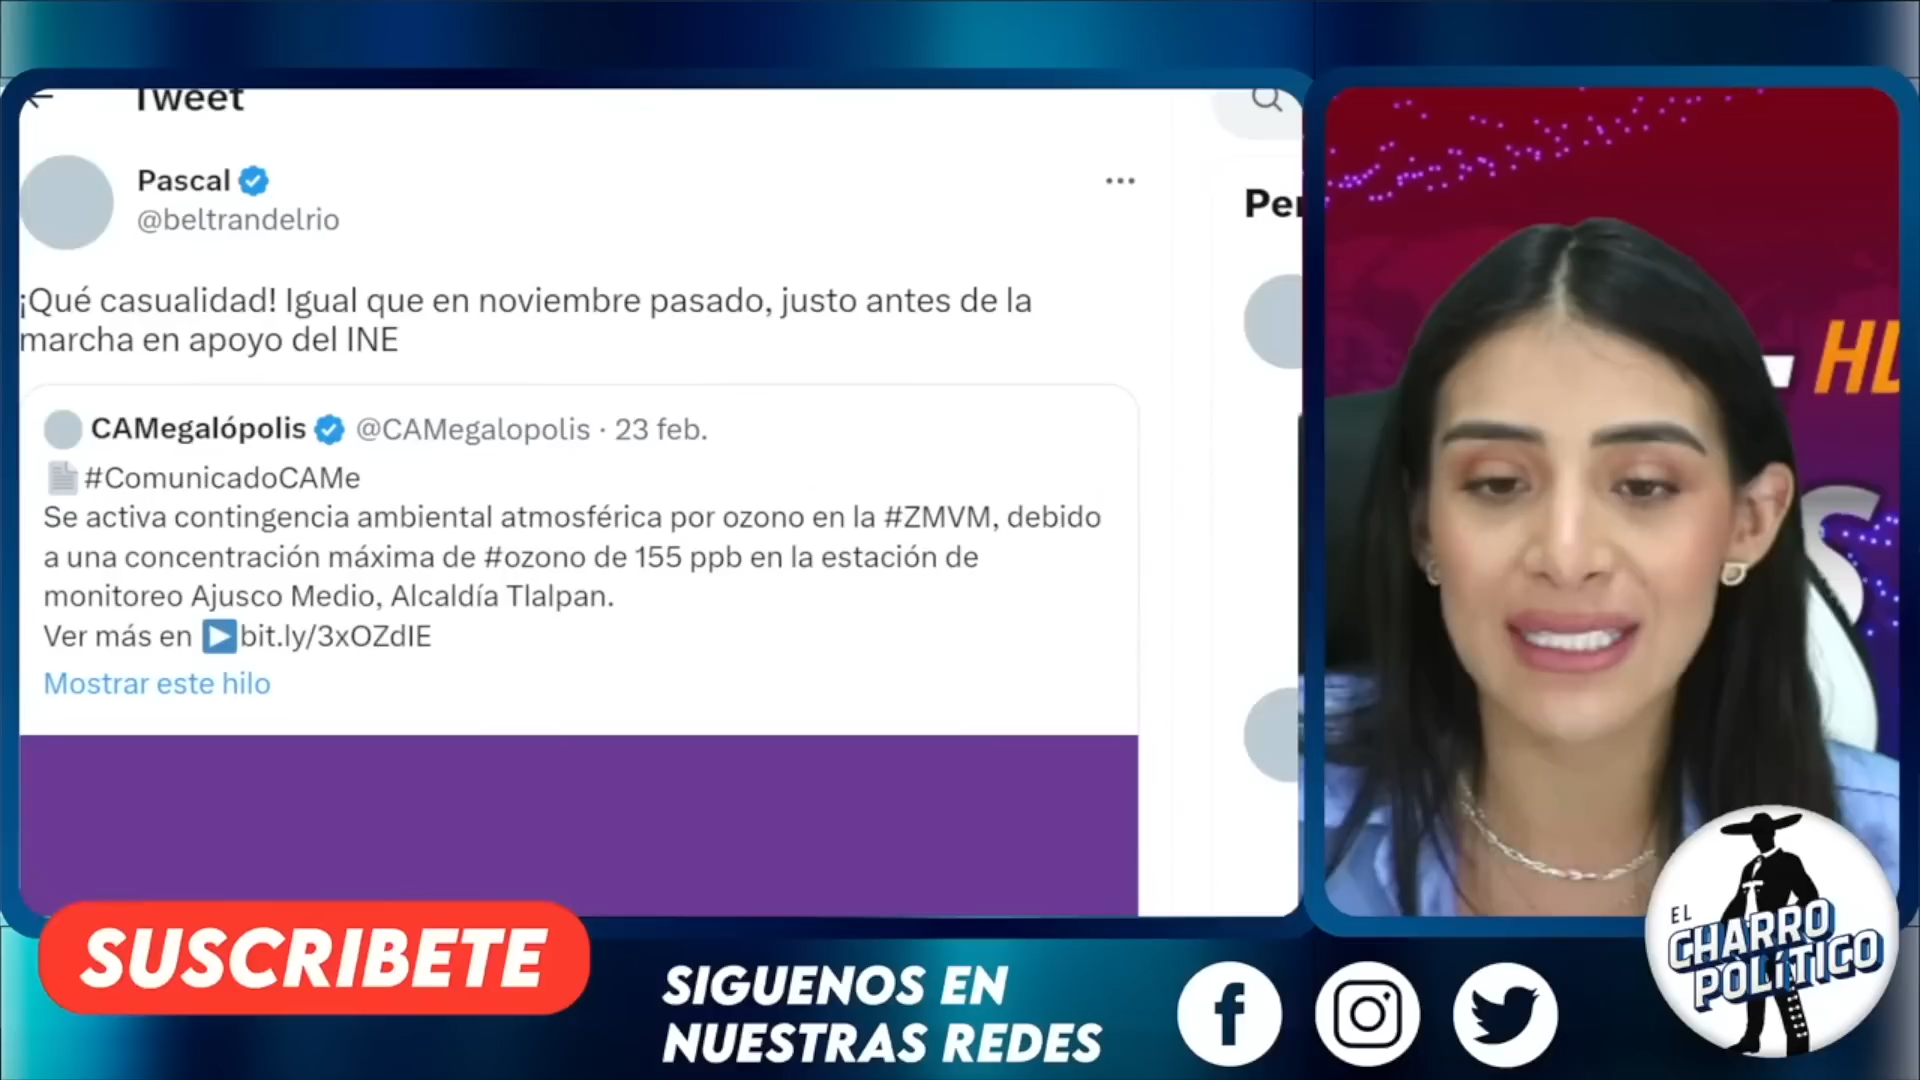 Tweet
Pascal
@beltrandelrio
¡Qué casualidad! Igual que en noviembre pasado, justo antes de la
marcha en apoyo del INE
CAMegalópolis @CAMegalopolis · 23 feb.
#ComunicadoCAMe
Se activa contingencia ambiental atmosférica por ozono en la #ZMVM, debido
a una concentración máxima de #ozono de 155 ppb en la estación de
monitoreo Ajusco Medio, Alcaldía Tlalpan.
Ver más en bit.ly/3xOZdIE
Mostrar este hilo
SUSCRIBETE
SIGUENOS EN
NUESTRAS REDES
EL
CHARRO
POLÍTICO